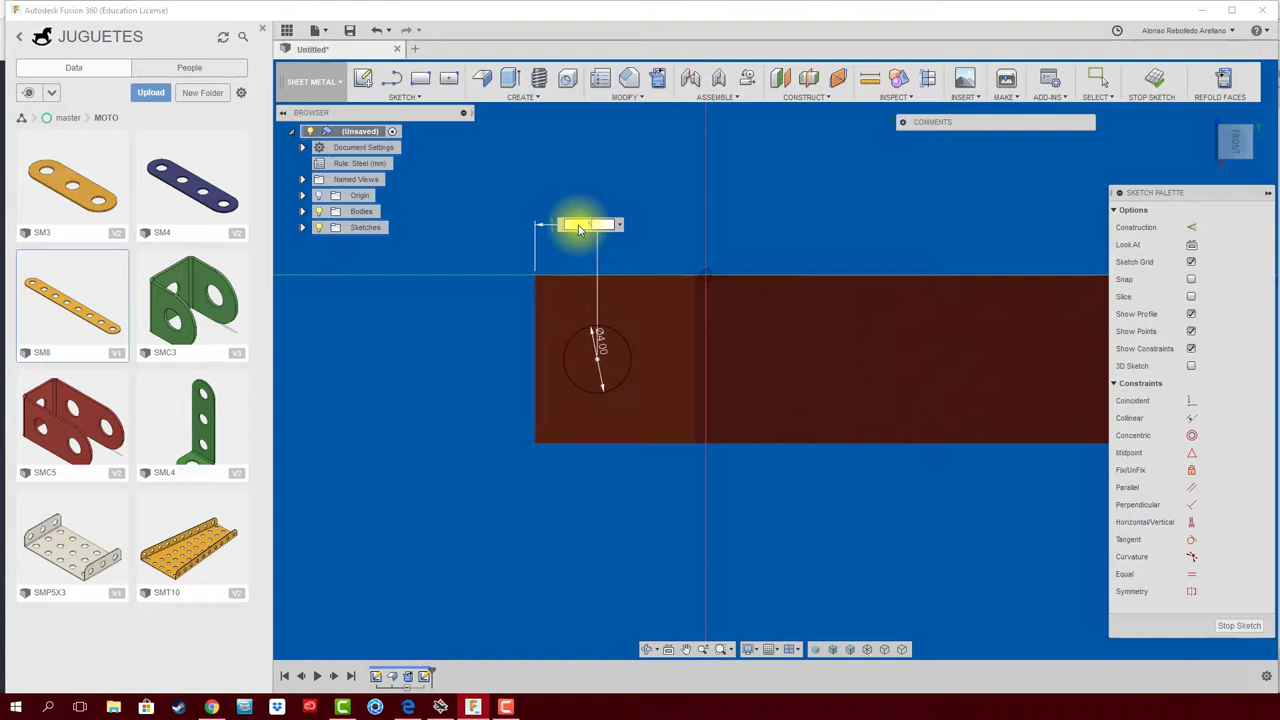 Autodesk Fusion 360 (Education License)
JUGUETES
Data
People
Upload
New Folder
master
MOTO
SM3
V2
SM4
V2
SM8
V1
SMC3
V3
SMC5
V2
SML4
V2
SMP5X3
V1
SMT10
V2
Untitled*
Alonso Rebolledo Arellano
SHEET METAL
SKETCH
CREATE
MODIFY
ASSEMBLE
CONSTRUCT
INSPECT
INSERT
MAKE
ADD-INS
SELECT
STOP SKETCH
REFOLD FACES
BROWSER
(Unsaved)
Document Settings
Rule: Steel (mm)
Named Views
Origin
Bodies
Sketches
COMMENTS
FRONT
5
Ø4.00
SKETCH PALETTE
Options
Construction
Look At
Sketch Grid
Snap
Slice
Show Profile
Show Points
Show Constraints
3D Sketch
Constraints
Coincident
Collinear
Concentric
Midpoint
Fix/UnFix
Parallel
Perpendicular
Horizontal/Vertical
Tangent
Curvature
Equal
Symmetry
Stop Sketch